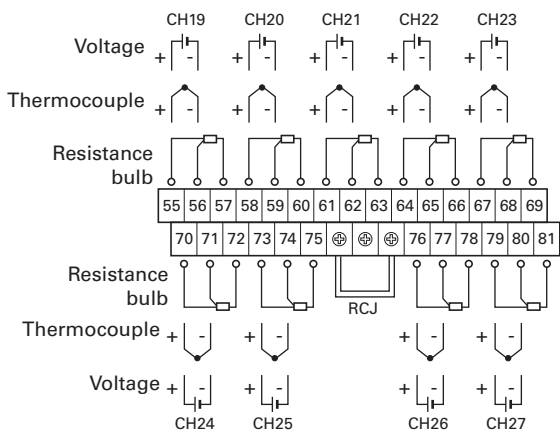 CH19 CH20 CH21 CH22 CH23
Voltage + - + - + - + - + -
Thermocouple + - + - + - + - + -
Resistance
bulb
55 56 57 58 59 60 61 62 63 64 65 66 67 68 69
70 71 72 73 74 75 76 77 78 79 80 81
Resistance
bulb
RCJ
Thermocouple + - + - + - + -
Voltage + - + - + - + -
CH24 CH25 CH26 CH27